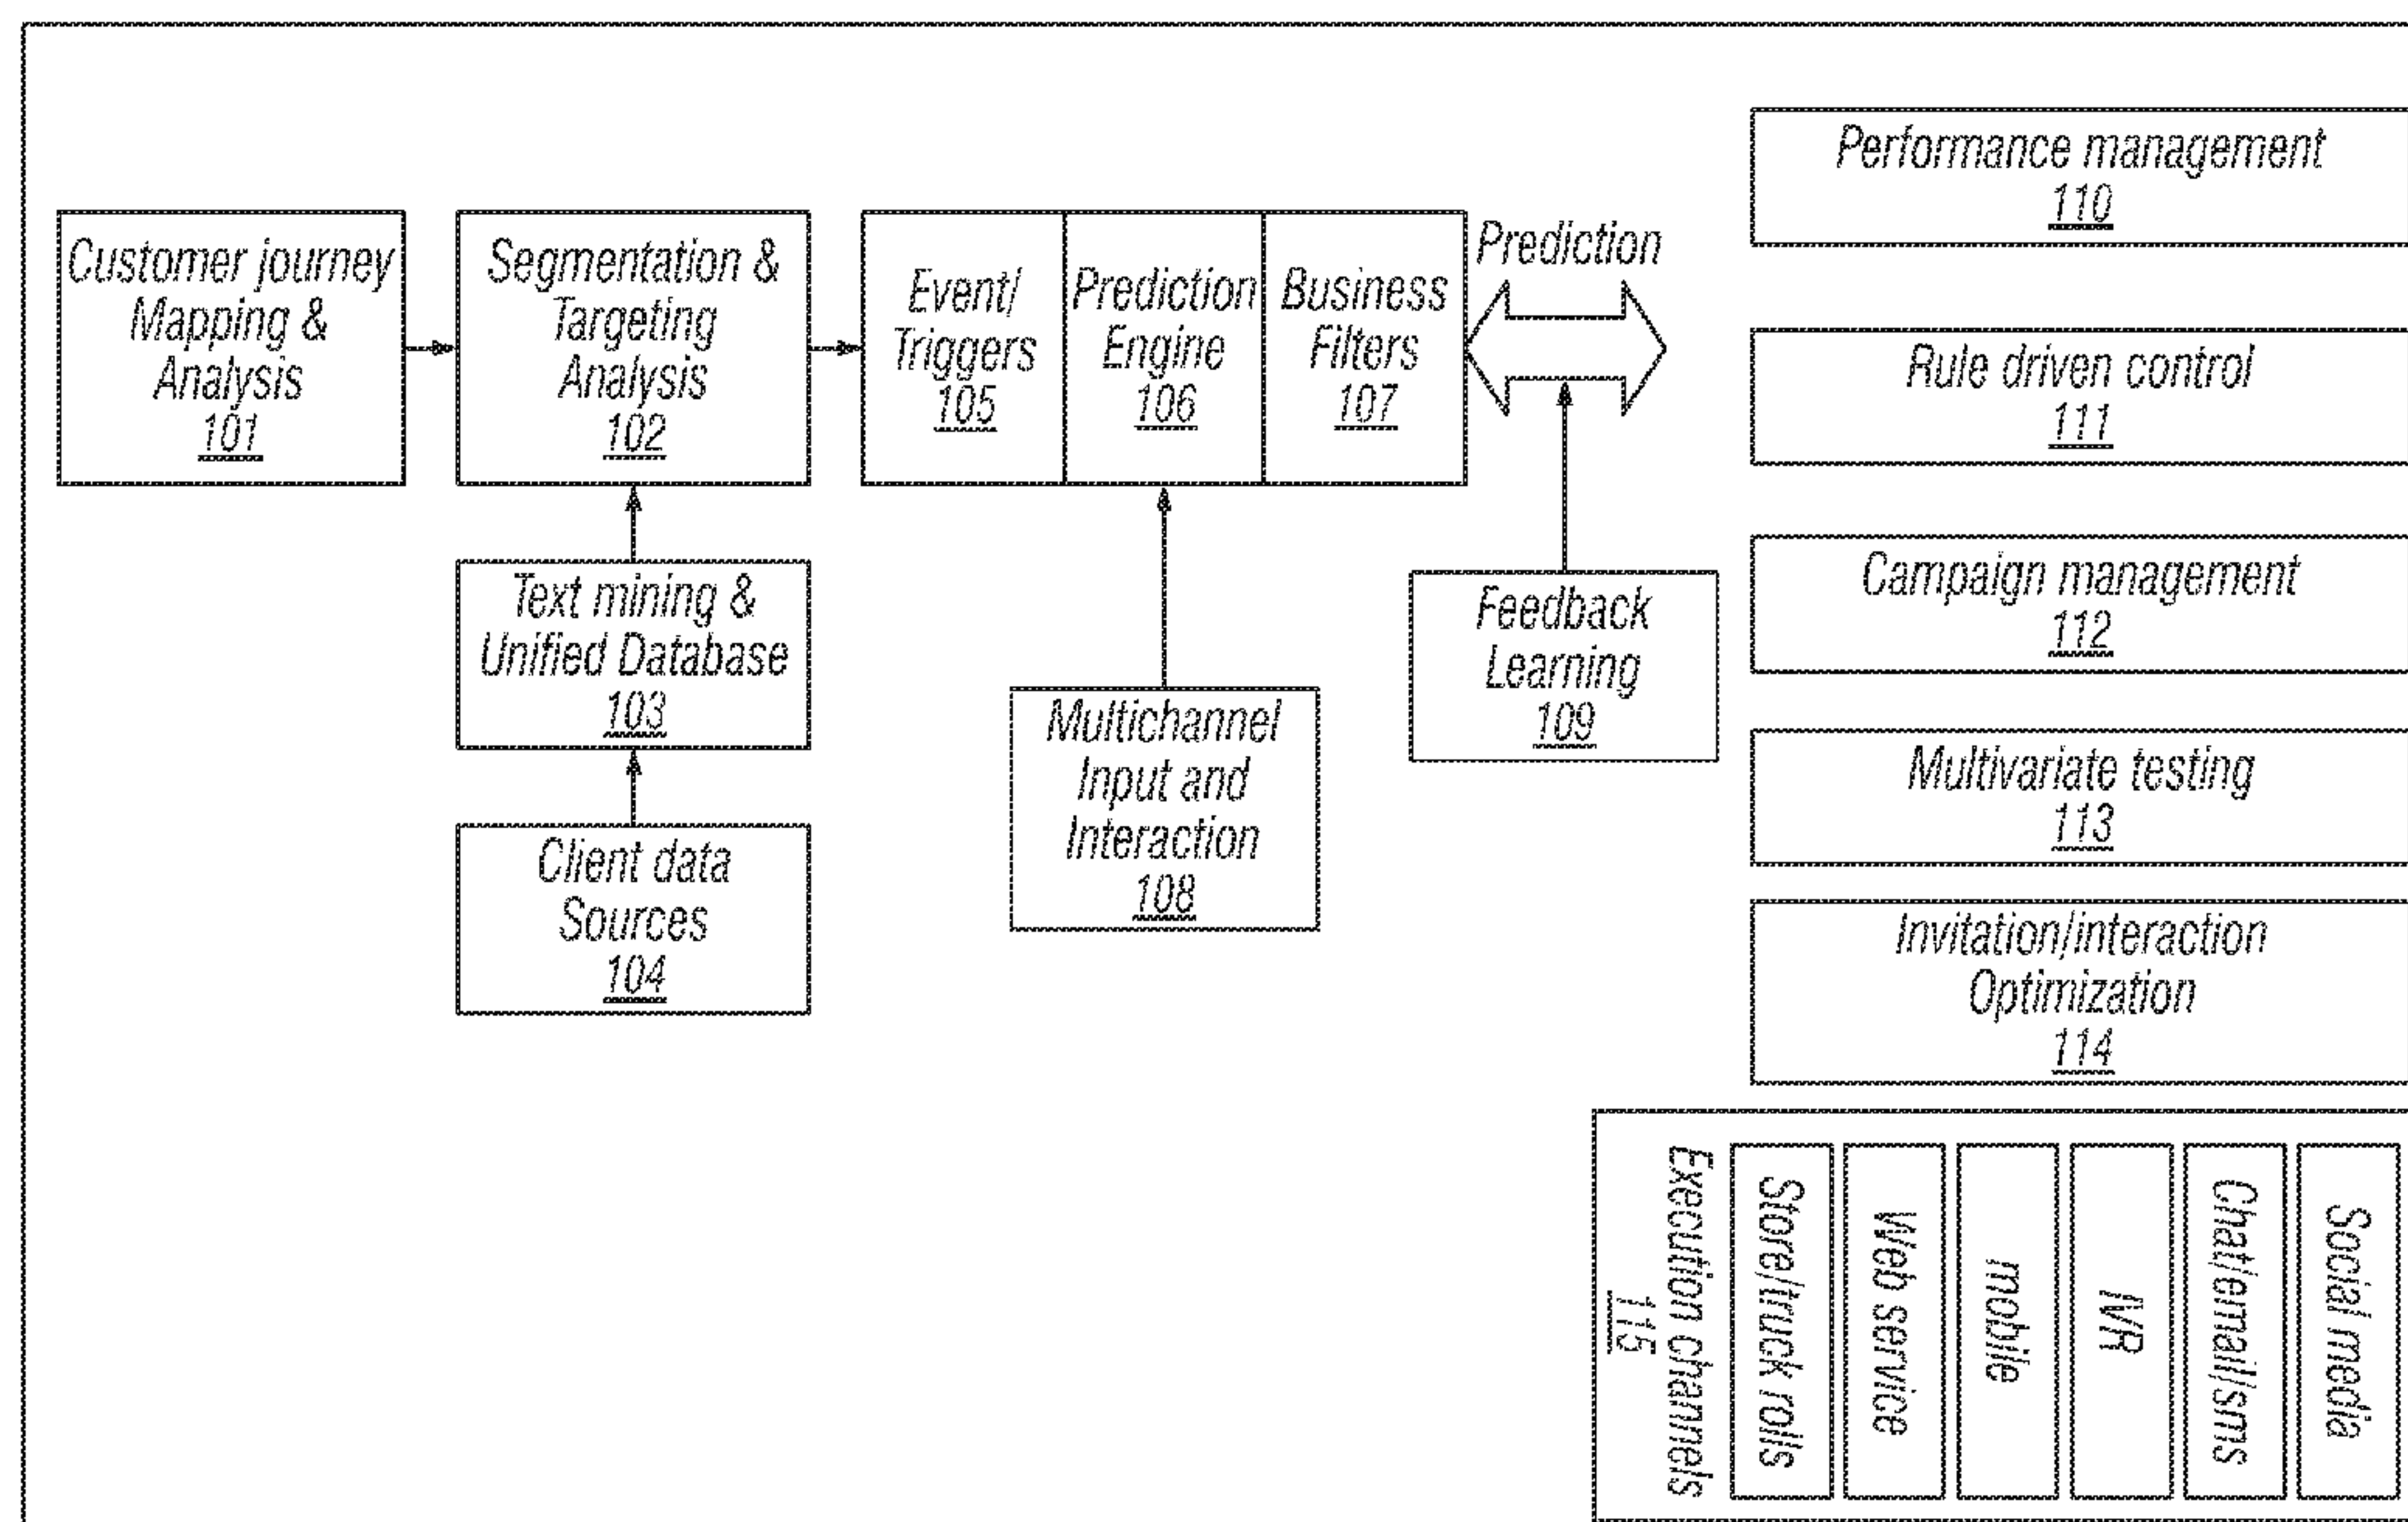 Customer journey
Mapping &
Analysis
101
Segmentation &
Targeting
Analysis
102
Event/
Triggers
105
Prediction
Engine
106
Business
Filters
107
Prediction
Text mining &
Unified Database
103
Client data
Sources
104
Multichannel
Input and
Interaction
108
Feedback
Learning
109
Performance management
110
Rule driven control
111
Campaign management
112
Multivariate testing
113
Invitation/interaction
Optimization
114
Execution channels
115
Store/truck rolls
Web service
mobile
IVR
Chat/email/sms
Social media